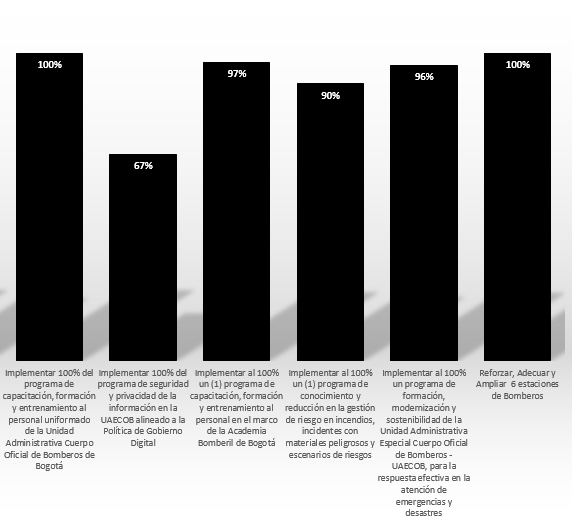 100%
67%
97%
90%
96%
100%
Implementar 100% del
programa de
capacitación, formación
y entrenamiento al
personal uniformado
de la Unidad
Administrativa Cuerpo
Oficial de Bomberos de
Bogotá
Implementar 100% del
programa de seguridad
y privacidad de la
información en la
UAECOB alineado a la
Política de Gobierno
Digital
Implementar al 100%
un (1) programa de
capacitación, formación
y entrenamiento al
personal en el marco
de la Academia
Bomberil de Bogotá
Implementar al 100%
un (1) programa de
conocimiento y
reducción en la gestión
de riesgo en incendios,
incidentes con
materiales peligrosos y
escenarios de riesgos
Implementar al 100%
un programa de
formación,
modernización y
sostenibilidad de la
Unidad Administrativa
Especial Cuerpo Oficial
de Bomberos -
UAECOB, para la
respuesta efectiva en la
atención de
emergencias y
desastres
Reforzar, Adecuar y
Ampliar 6 estaciones
de Bomberos